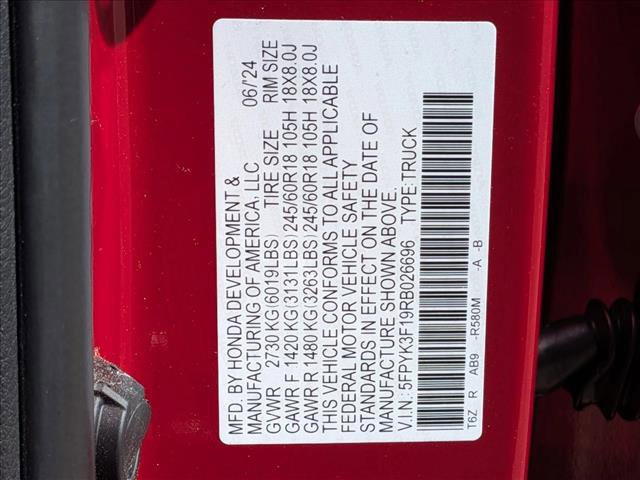 MFD. BY HONDA DEVELOPMENT &
MANUFACTURING OF AMERICA, LLC 06/'24
GVWR 2730 KG(6019LBS) TIRE SIZE RIM SIZE
GAWR F 1420 KG(3131LBS)245/60R18 105H 18X8.0J
GAWR R 1480 KG(3263LBS)245/60R18 105H 18X8.0J
THIS VEHICLE CONFORMS TO ALL APPLICABLE
FEDERAL MOTOR VEHICLE SAFETY
STANDARDS IN EFFECT ON THE DATE OF
MANUFACTURE SHOWN ABOVE.
V.I.N.: 5FPYK3F19RB026696 TYPE:TRUCK
T6Z R AB9 -R580M -A -B